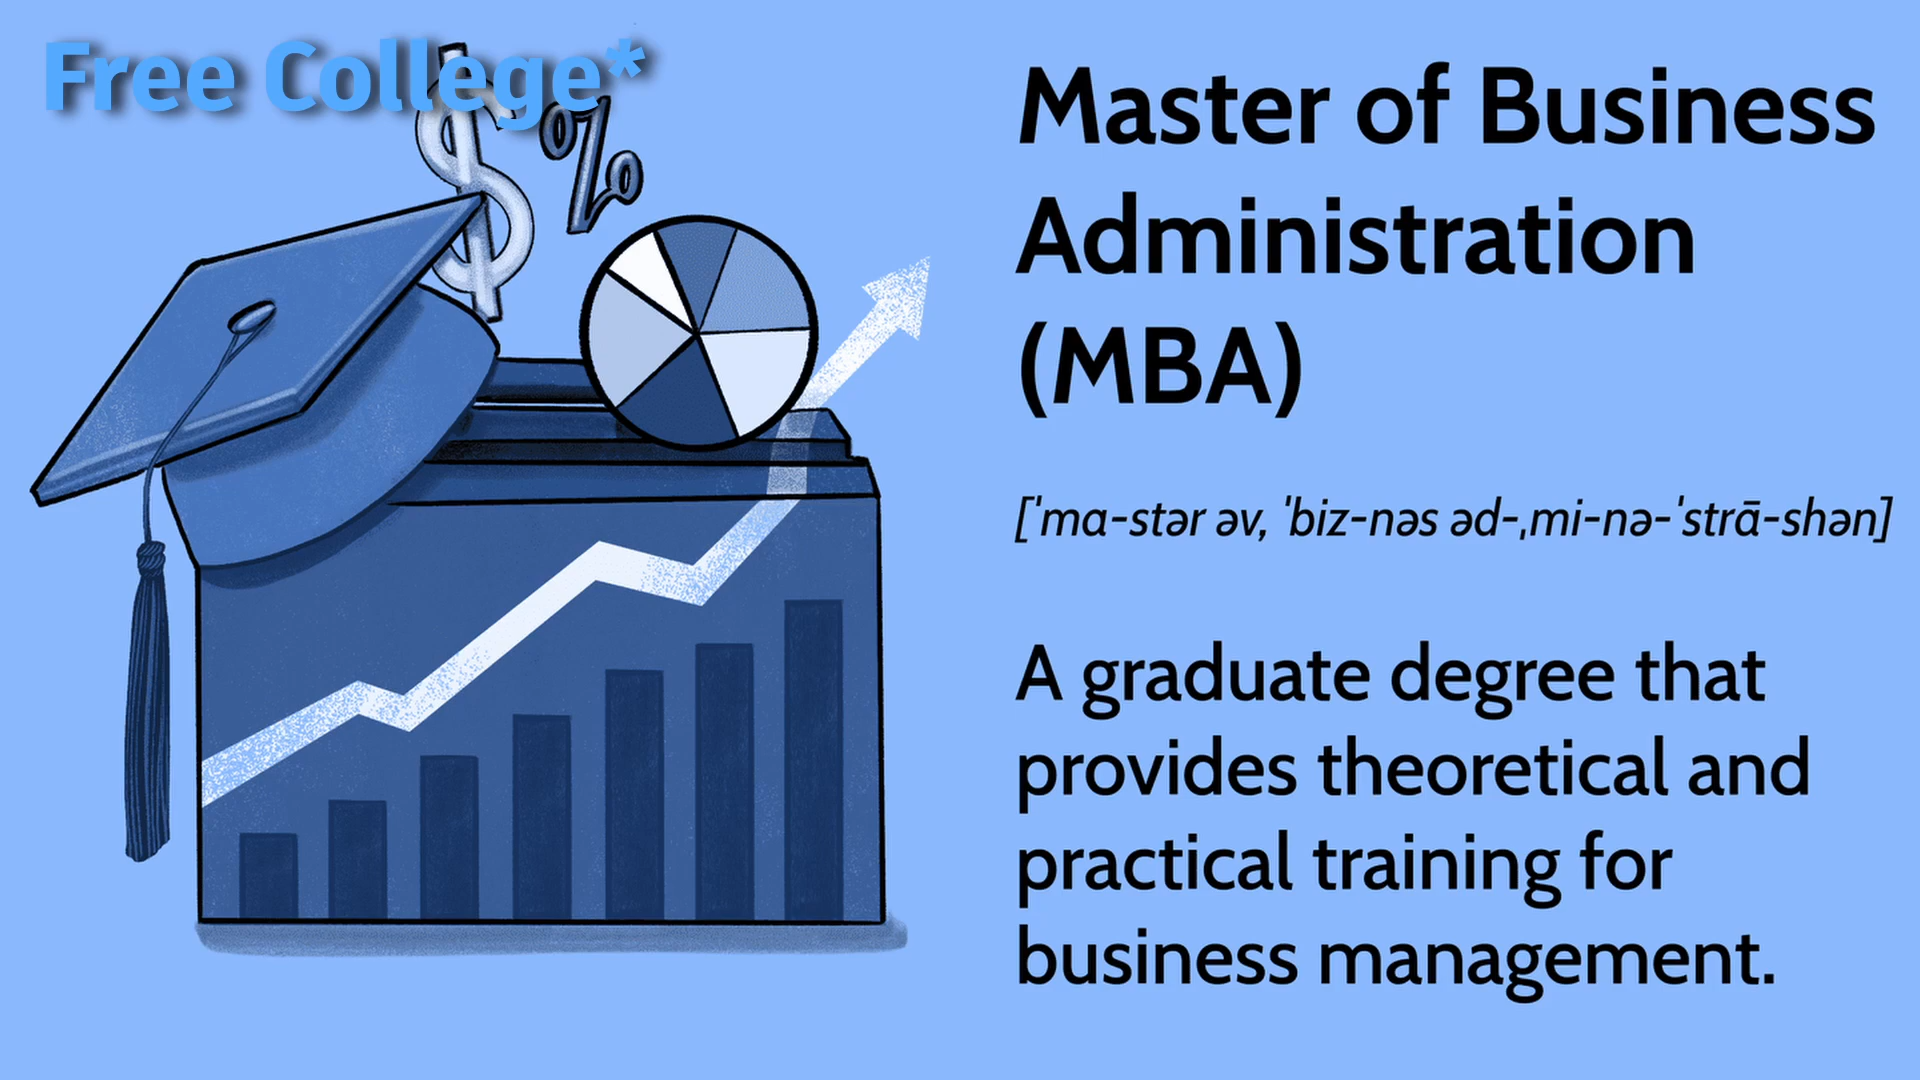 Free College*
$ %
Master of Business
Administration
(MBA)
[ˈmɑ-stər əv, ˈbiz-nəs əd-ˌmi-nə-ˈstrā-shən]
A graduate degree that
provides theoretical and
practical training for
business management.